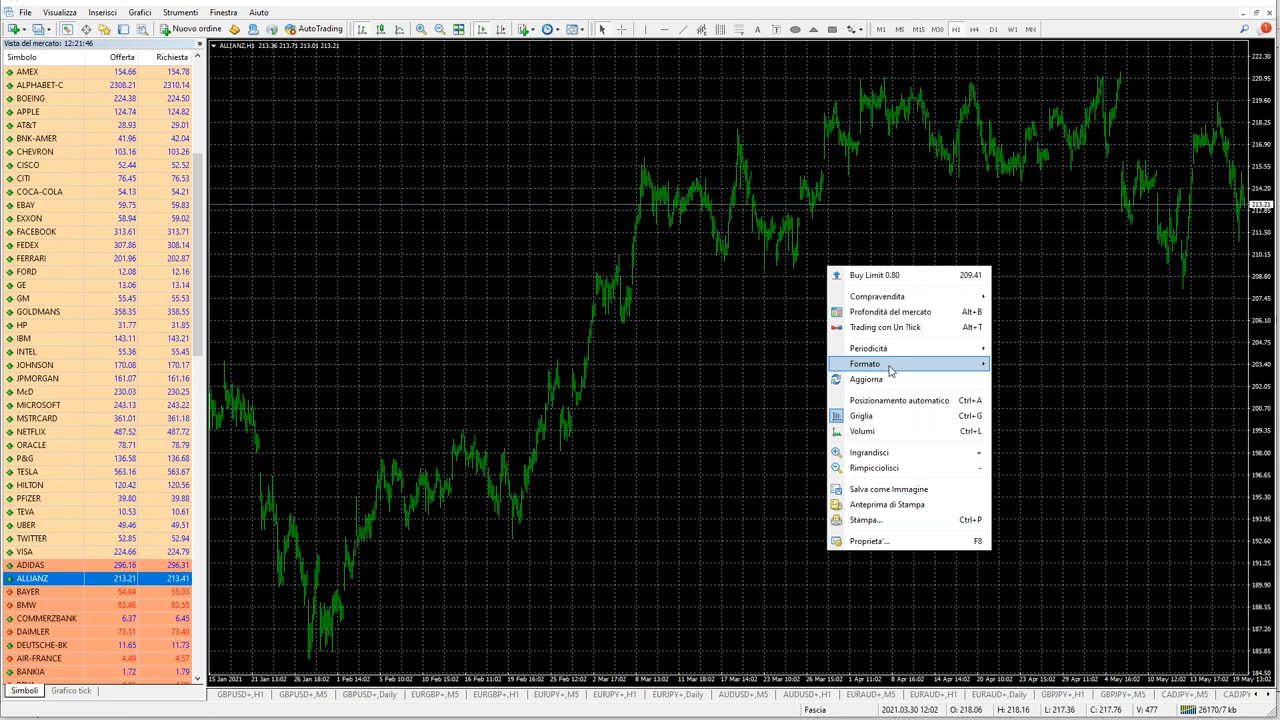 File Visualizza Inserisci Grafici Strumenti Finestra Aiuto
Nuovo ordine AutoTrading A T M1 M5 M15 M30 H1 H4 D1 W1 MN
Vista del mercato: 12:21:46
Simbolo Offerta Richiesta
AMEX 154.66 154.78
ALPHABET-C 2308.21 2310.14
BOEING 224.38 224.50
APPLE 124.74 124.82
AT&T 28.93 29.01
BNK-AMER 41.96 42.04
CHEVRON 103.16 103.26
CISCO 52.44 52.52
CITI 76.45 76.53
COCA-COLA 54.13 54.21
EBAY 59.75 59.83
EXXON 58.94 59.02
FACEBOOK 313.61 313.71
FEDEX 307.86 308.14
FERRARI 201.96 202.87
FORD 12.08 12.16
GE 13.06 13.14
GM 55.45 55.53
GOLDMANS 358.35 358.55
HP 31.77 31.85
IBM 143.11 143.21
INTEL 55.36 55.45
JOHNSON 170.08 170.17
JPMORGAN 161.07 161.16
McD 230.03 230.25
MICROSOFT 243.13 243.22
MSTRCARD 361.01 361.18
NETFLIX 487.52 487.72
ORACLE 78.71 78.79
P&G 136.58 136.68
TESLA 563.16 563.67
HILTON 120.42 120.56
PFIZER 39.80 39.88
TEVA 10.53 10.61
UBER 49.46 49.51
TWITTER 52.85 52.94
VISA 224.66 224.79
ADIDAS 296.16 296.31
ALLIANZ 213.21 213.41
BAYER 54.94 55.03
BMW 83.46 83.55
COMMERZBANK 6.37 6.45
DAIMLER 73.31 73.40
DEUTSCHE-BK 11.65 11.73
AIR-FRANCE 4.49 4.57
BANKIA 1.72 1.79
Simboli Grafico tick
ALLIANZ,H1 213.36 213.71 213.01 213.21
Buy Limit 0.80 209.41
Compravendita
Profondità del mercato Alt+B
Trading con Un ?lick Alt+T
Periodicità
Formato
Aggiorna
Posizionamento automatico Ctrl+A
Griglia Ctrl+G
Volumi Ctrl+L
Ingrandisci +
Rimpicciolisci -
Salva come Immagine
Anteprima di Stampa
Stampa... Ctrl+P
Proprieta'... F8
222.30
220.95
219.60
218.25
216.90
215.55
214.20
213.21
212.85
211.50
210.15
208.80
207.45
206.10
204.75
203.40
202.05
200.70
199.35
198.00
196.65
195.30
193.95
192.60
191.25
189.90
188.55
187.20
185.85
184.50
15 Jan 2021 21 Jan 13:02 26 Jan 18:02 1 Feb 14:02 5 Feb 10:02 10 Feb 15:02 16 Feb 11:02 19 Feb 16:02 25 Feb 12:02 2 Mar 17:02 8 Mar 13:02 11 Mar 18:02 17 Mar 14:02 23 Mar 10:02 26 Mar 15:02 1 Apr 11:02 8 Apr 16:02 14 Apr 14:02 20 Apr 10:02 23 Apr 15:02 29 Apr 11:02 4 May 16:02 10 May 12:02 13 May 17:02 19 May 13:02
GBPUSD+,H1 GBPUSD+,M5 GBPUSD+,Daily EURGBP+,M5 EURGBP+,H1 EURJPY+,M5 EURJPY+,H1 EURJPY+,Daily AUDUSD+,M5 AUDUSD+,H1 EURAUD+,M5 EURAUD+,H1 EURAUD+,Daily GBPJPY+,H1 GBPJPY+,M5 CADJPY+,M5 CADJPY
Fascia 2021.03.30 12:02 O: 218.06 H: 218.16 L: 217.36 C: 217.76 V: 477 26170/7 kb